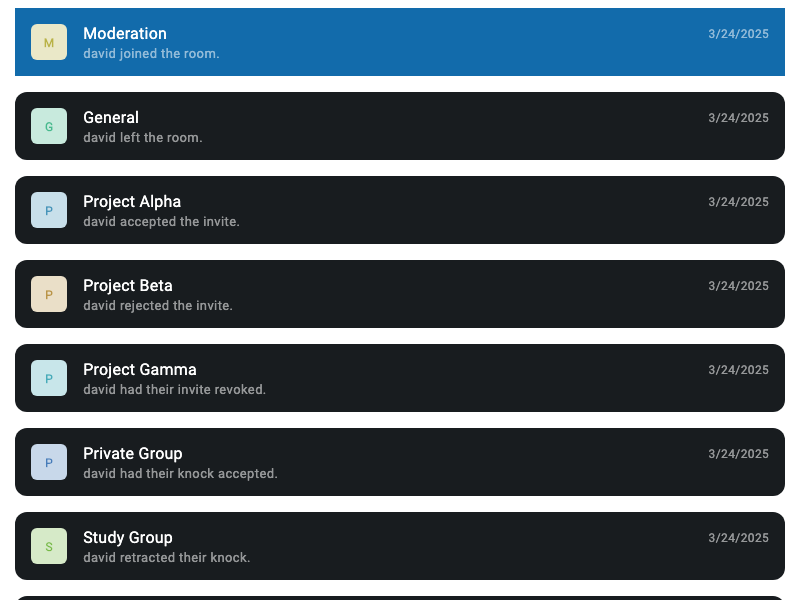 M
Moderation
3/24/2025
david joined the room.
G
General
3/24/2025
david left the room.
P
Project Alpha
3/24/2025
david accepted the invite.
P
Project Beta
3/24/2025
david rejected the invite.
P
Project Gamma
3/24/2025
david had their invite revoked.
P
Private Group
3/24/2025
david had their knock accepted.
S
Study Group
3/24/2025
david retracted their knock.